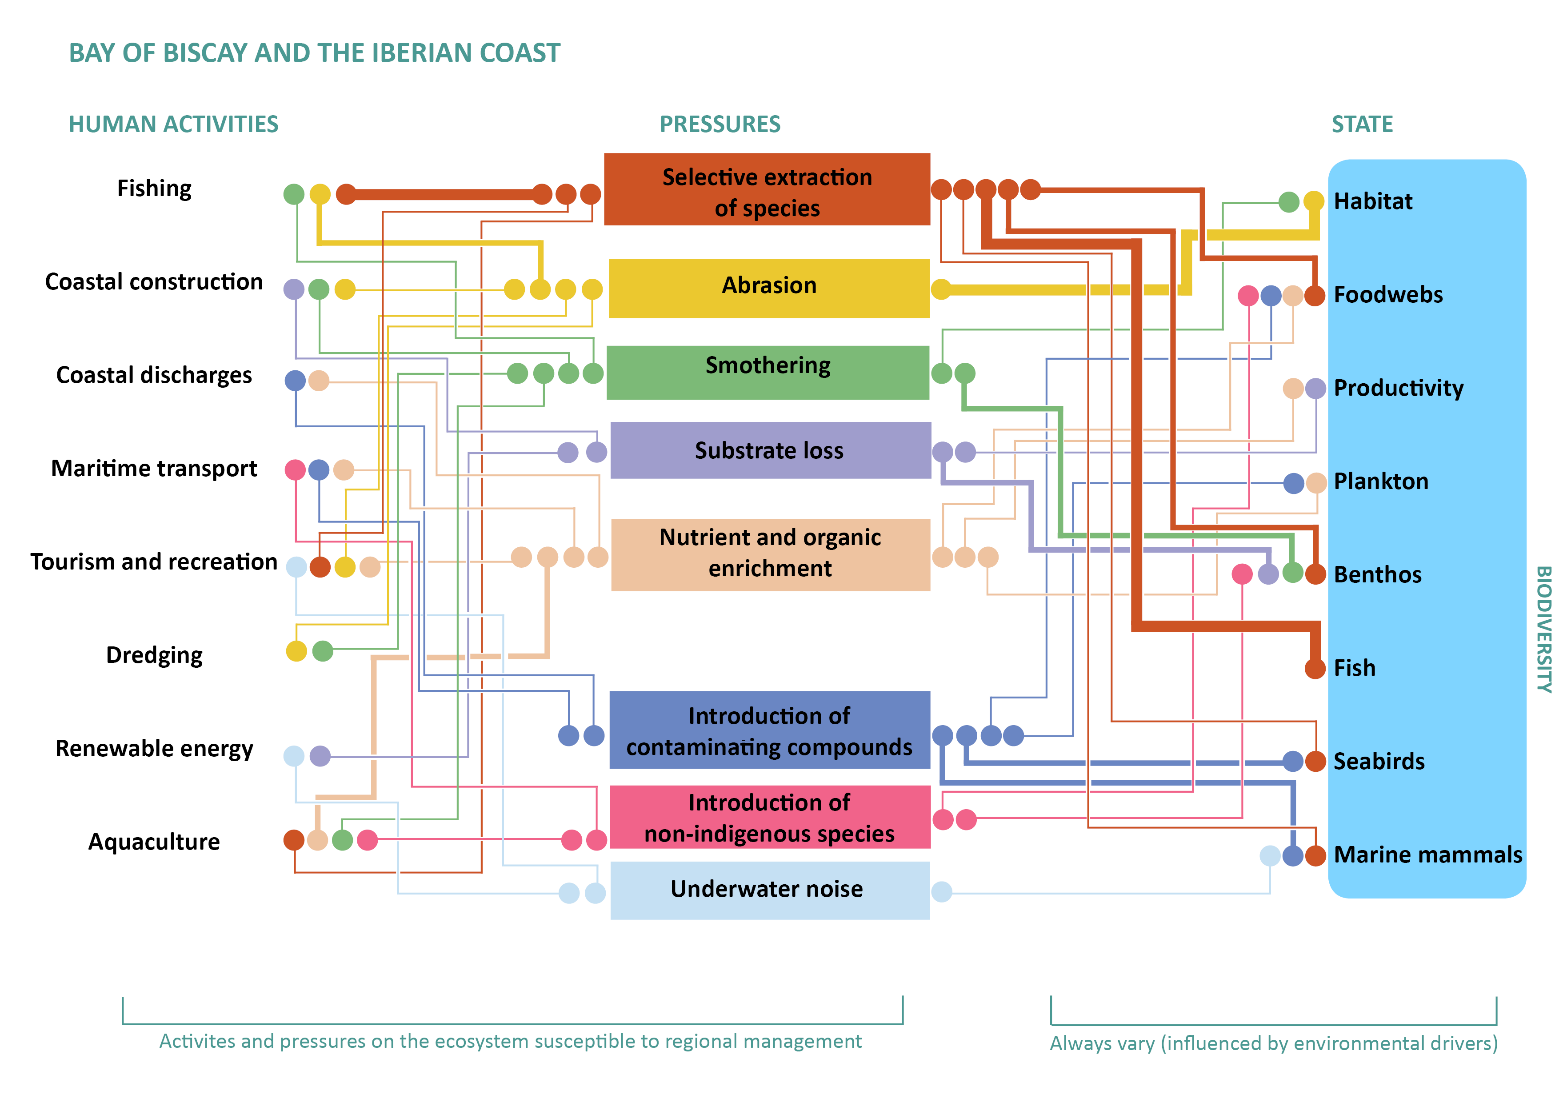 BAY OF BISCAY AND THE IBERIAN COAST
HUMAN ACTIVITIES
PRESSURES
STATE
Fishing
Coastal construction
Coastal discharges
Maritime transport
Tourism and recreation
Dredging
Renewable energy
Aquaculture
Selective extraction
of species
Abrasion
Smothering
Substrate loss
Nutrient and organic
enrichment
Introduction of
contaminating compounds
Introduction of
non-indigenous species
Underwater noise
Habitat
Foodwebs
Productivity
Plankton
Benthos
Fish
Seabirds
Marine mammals
BIODIVERSITY
Activites and pressures on the ecosystem susceptible to regional management
Always vary (influenced by environmental drivers)